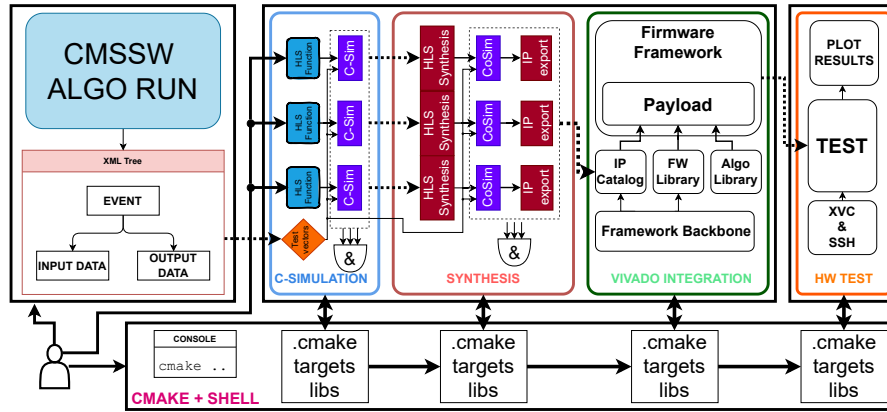 CMSSW
ALGO RUN
XML Tree
EVENT
INPUT DATA
OUTPUT
DATA
HLS
Function
C-Sim
HLS
Function
C-Sim
HLS
Function
C-Sim
Test
vectors
&
C-SIMULATION
HLS
Synthesis
CoSim
IP
export
HLS
Synthesis
CoSim
IP
export
HLS
Synthesis
CoSim
IP
export
&
SYNTHESIS
Firmware
Framework
Payload
IP
Catalog
FW
Library
Algo
Library
Framework Backbone
VIVADO INTEGRATION
PLOT
RESULTS
TEST
XVC
&
SSH
HW TEST
CONSOLE
cmake ..
CMAKE + SHELL
.cmake
targets
libs
.cmake
targets
libs
.cmake
targets
libs
.cmake
targets
libs